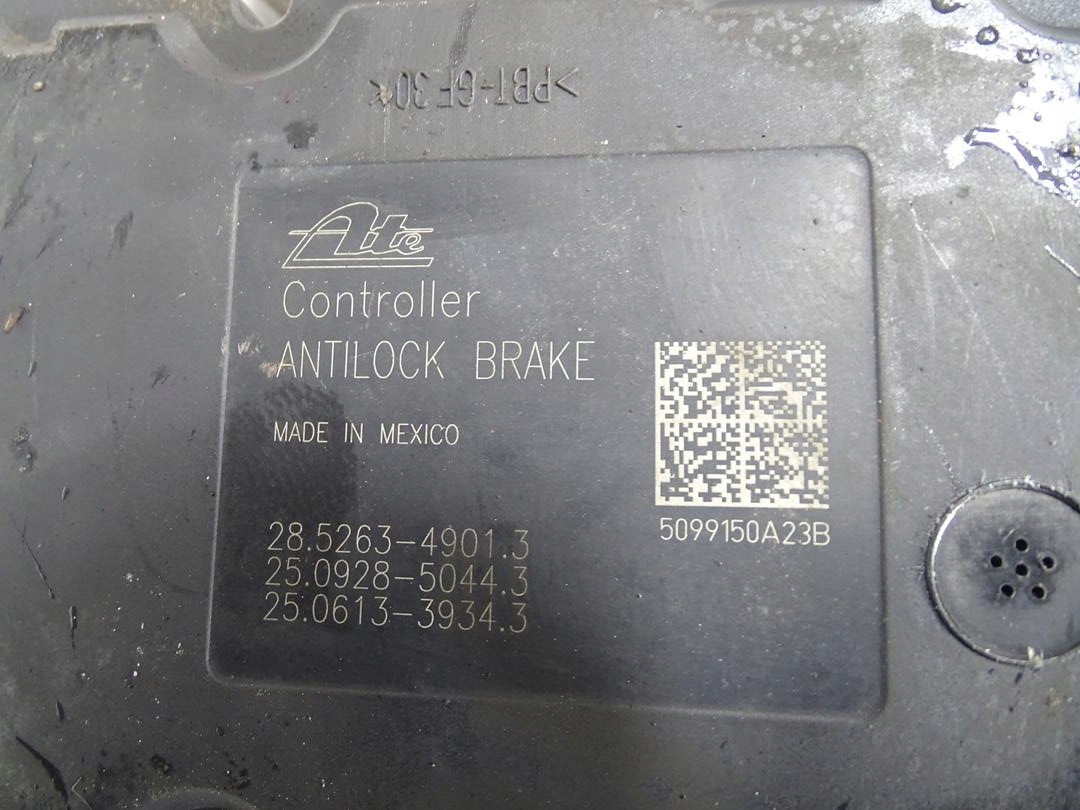 >PBT-GF30<
Ate
Controller
ANTILOCK BRAKE
MADE IN MEXICO
5099150A23B
28.5263-4901.3
25.0928-5044.3
25.0613-3934.3